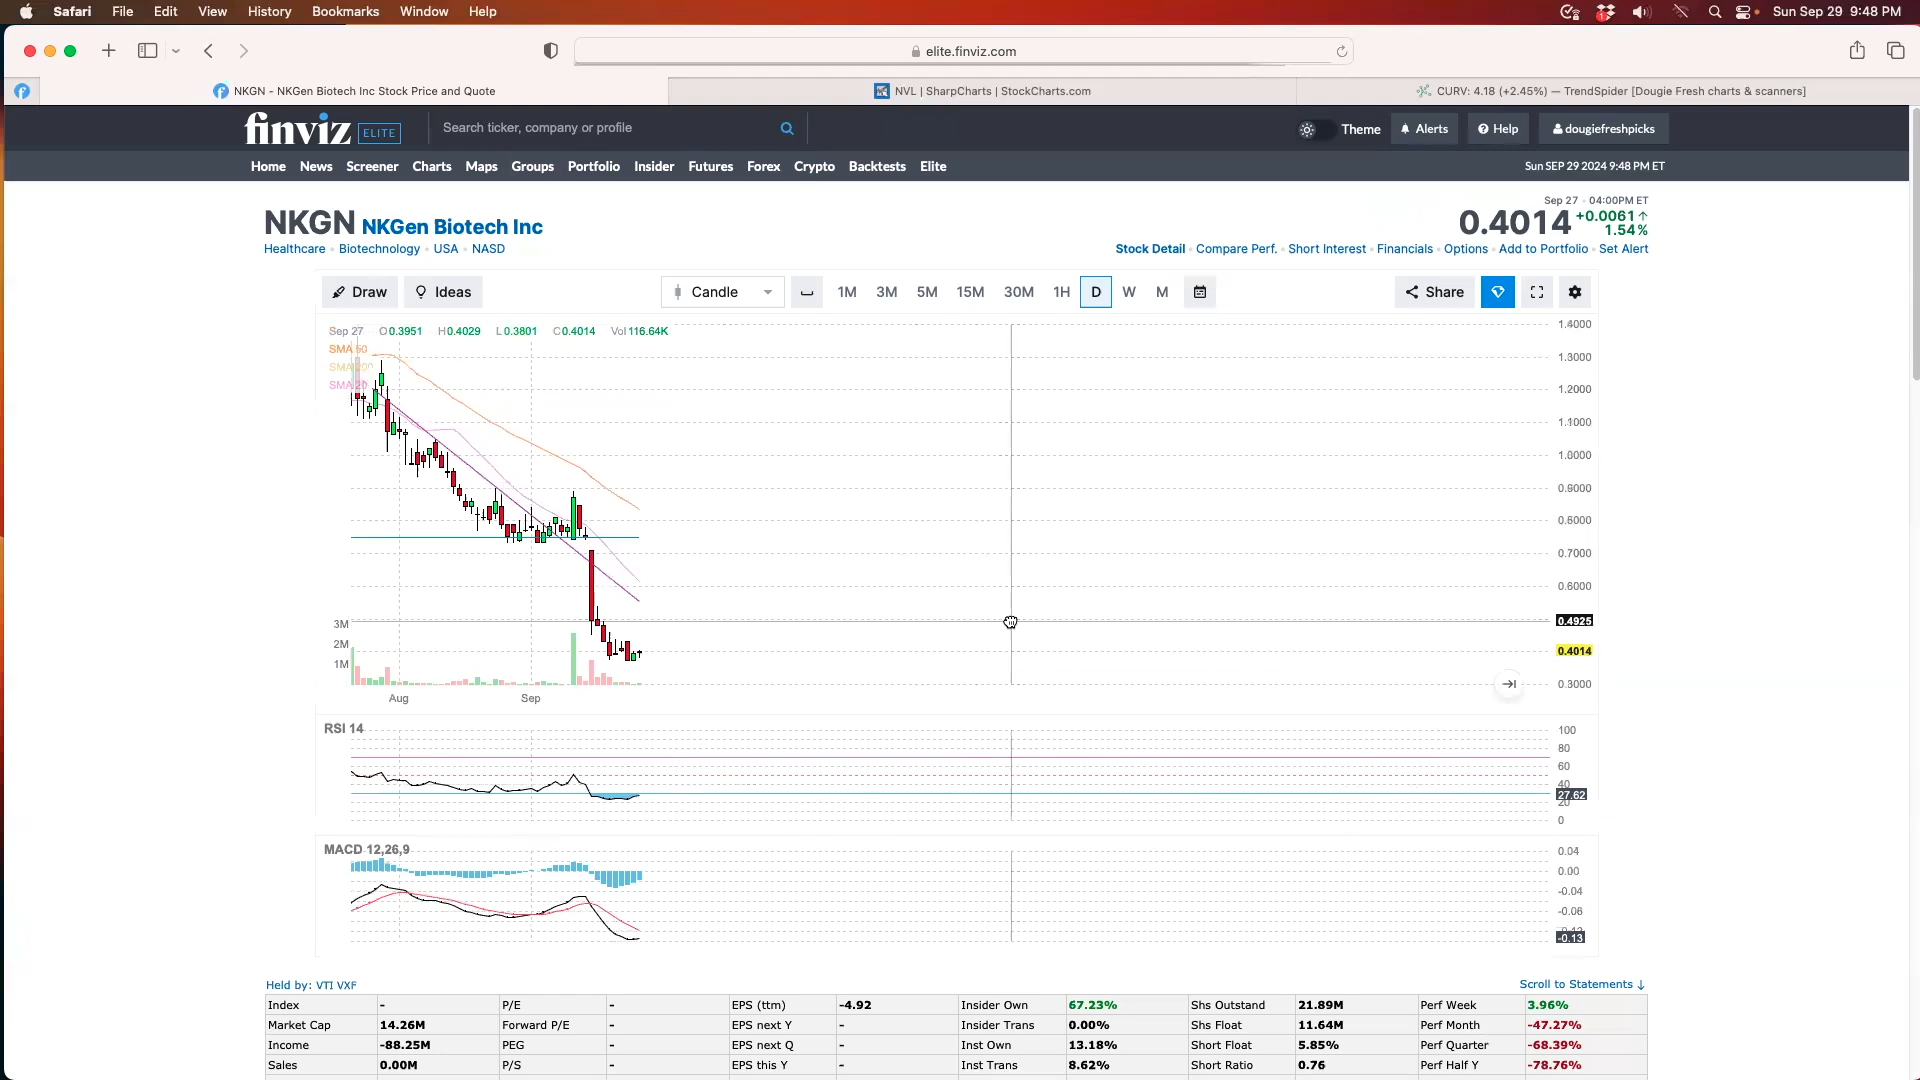 Safari File Edit View History Bookmarks Window Help Sun Sep 29 9:48 PM
elite.finviz.com
NKGN - NKGen Biotech Inc Stock Price and Quote NVL | SharpCharts | StockCharts.com CURV: 4.18 (+2.45%) — TrendSpider [Dougie Fresh charts & scanners]
finviz ELITE Search ticker, company or profile Theme Alerts Help dougiefreshpicks
Home News Screener Charts Maps Groups Portfolio Insider Futures Forex Crypto Backtests Elite Sun SEP 29 2024 9:48 PM ET
Sep 27 · 04:00PM ET
NKGN NKGen Biotech Inc 0.4014 +0.0061 ↑
1.54%
Healthcare • Biotechnology • USA • NASD Stock Detail • Compare Perf. • Short Interest • Financials • Options • Add to Portfolio • Set Alert
Draw Ideas Candle 1M 3M 5M 15M 30M 1H D W M Share
Sep 27 O0.3951 H0.4029 L0.3801 C0.4014 Vol116.64K
SMA 50
SMA 200
SMA 20
1.4000
1.3000
1.2000
1.1000
1.0000
0.9000
0.8000
0.7000
0.6000
0.4925
0.4014
0.3000
3M
2M
1M
Aug Sep
RSI 14
100
80
60
40
27.62
20
0
MACD 12,26,9
0.04
0.00
-0.04
-0.06
-0.13
Held by: VTI VXF Scroll to Statements ↓
Index - P/E - EPS (ttm) -4.92 Insider Own 67.23% Shs Outstand 21.89M Perf Week 3.96%
Market Cap 14.26M Forward P/E - EPS next Y - Insider Trans 0.00% Shs Float 11.64M Perf Month -47.27%
Income -88.25M PEG - EPS next Q - Inst Own 13.18% Short Float 5.85% Perf Quarter -68.39%
Sales 0.00M P/S - EPS this Y - Inst Trans 8.62% Short Ratio 0.76 Perf Half Y -78.76%